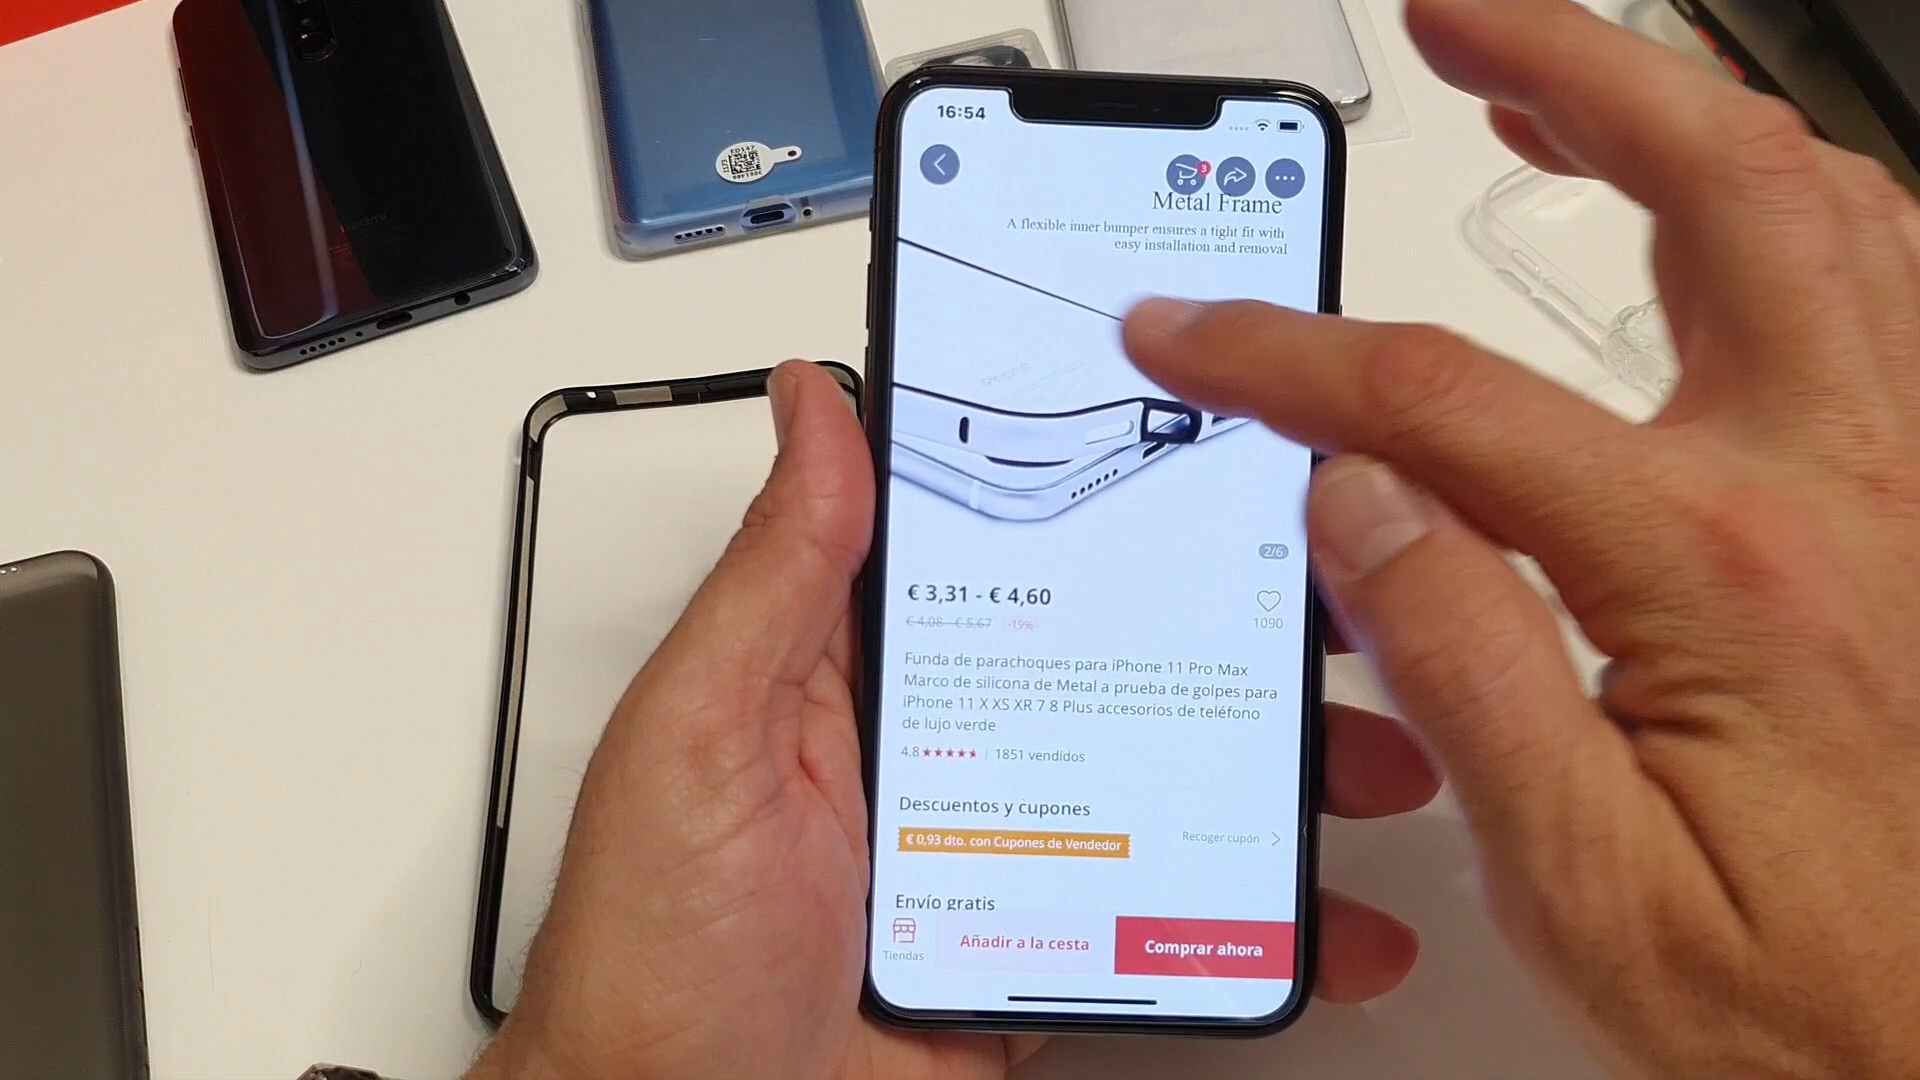 16:54
3
Metal Frame
A flexible inner bumper ensures a tight fit with
easy installation and removal
iPhone
2/6
€ 3,31 - € 4,60
€ 4,08 - € 5,67 -19%
1090
Funda de parachoques para iPhone 11 Pro Max
Marco de silicona de Metal a prueba de golpes para
iPhone 11 X XS XR 7 8 Plus accesorios de teléfono
de lujo verde
4.8 1851 vendidos
Descuentos y cupones
€ 0,93 dto. con Cupones de Vendedor
Recoger cupón
Envío gratis
Tiendas
Añadir a la cesta
Comprar ahora
Redmi